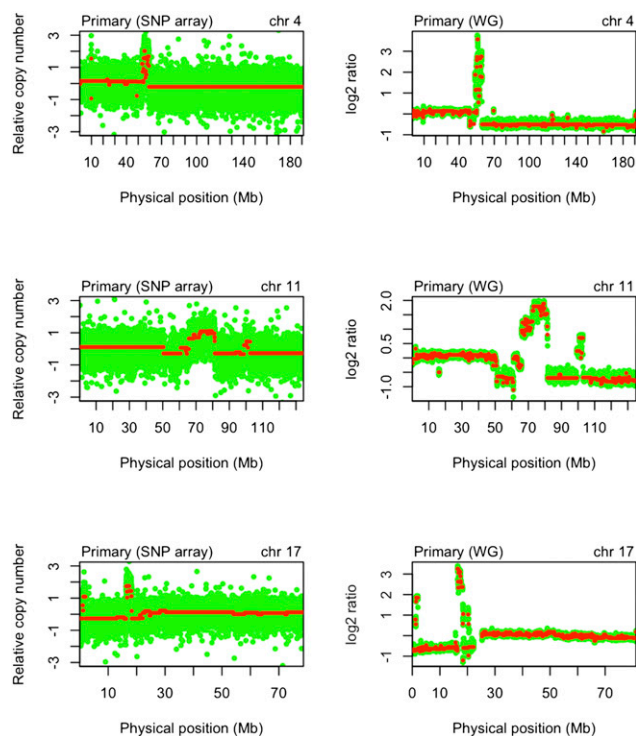 Primary (SNP array) chr 4
Relative copy number
3
1
-1
-3
10 40 70 100 140 180
Physical position (Mb)
Primary (WG) chr 4
log2 ratio
3
2
1
-1
10 40 60 100 140 180
Physical position (Mb)
Primary (SNP array) chr 11
Relative copy number
3
1
-1
-3
10 30 50 70 90 110
Physical position (Mb)
Primary (WG) chr 11
log2 ratio
2.0
0.5
-1.0
10 30 50 70 90 110
Physical position (Mb)
Primary (SNP array) chr 17
Relative copy number
3
1
-1
-3
10 30 50 70
Physical position (Mb)
Primary (WG) chr 17
log2 ratio
3
1
-1
0 10 30 50 70
Physical position (Mb)